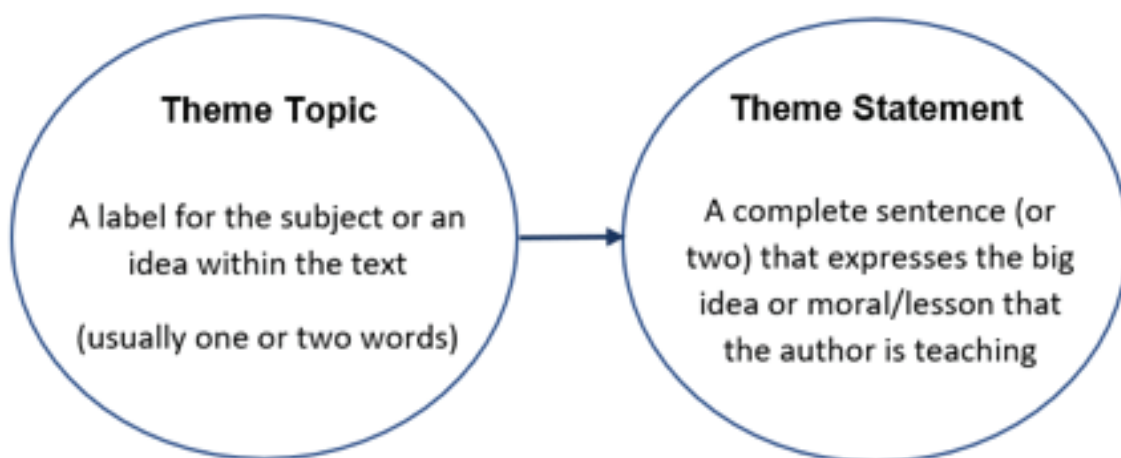 Theme Topic
A label for the subject or an
idea within the text
(usually one or two words)
Theme Statement
A complete sentence (or
two) that expresses the big
idea or moral/lesson that
the author is teaching